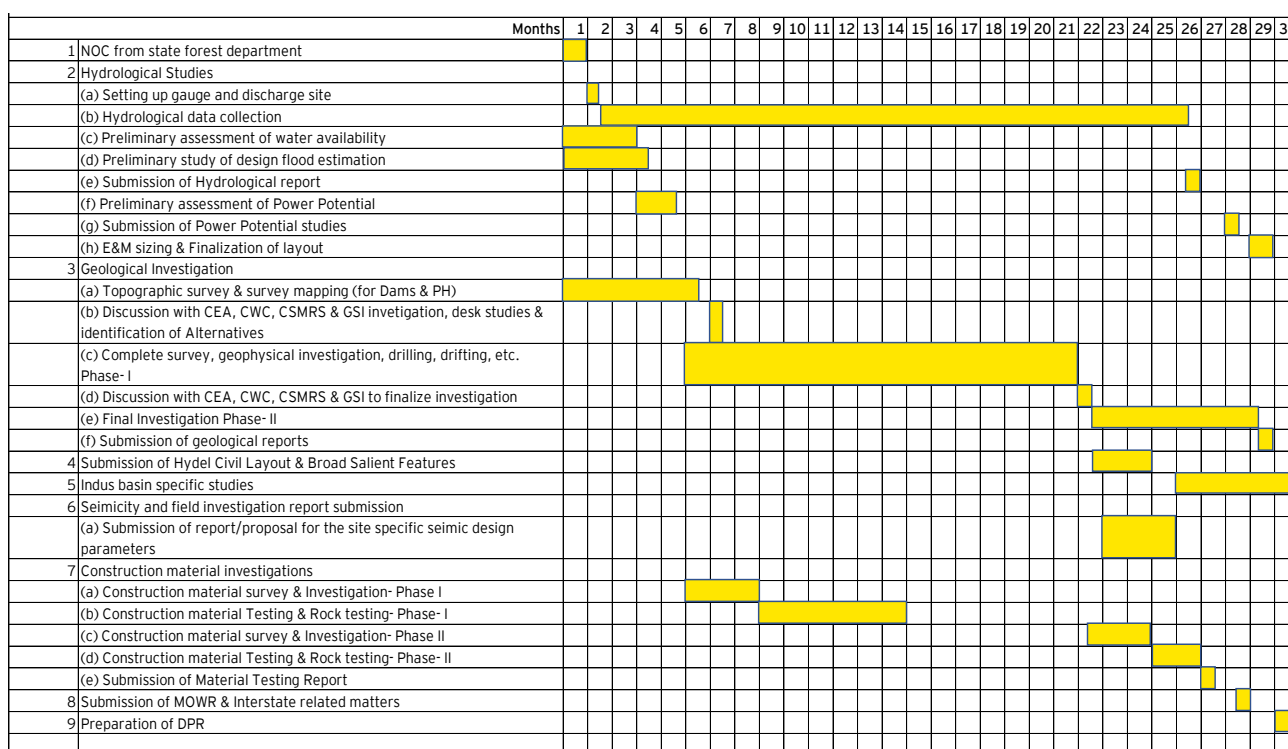 Months 1 2 3 4 5 6 7 8 9 10 11 12 13 14 15 16 17 18 19 20 21 22 23 24 25 26 27 28 29 3
1 NOC from state forest department
2 Hydrological Studies
(a) Setting up gauge and discharge site
(b) Hydrological data collection
(c) Preliminary assessment of water availability
(d) Preliminary study of design flood estimation
(e) Submission of Hydrological report
(f) Preliminary assessment of Power Potential
(g) Submission of Power Potential studies
(h) E&M sizing & Finalization of layout
3 Geological Investigation
(a) Topographic survey & survey mapping (for Dams & PH)
(b) Discussion with CEA, CWC, CSMRS & GSI invetigation, desk studies &
identification of Alternatives
(c) Complete survey, geophysical investigation, drilling, drifting, etc.
Phase- I
(d) Discussion with CEA, CWC, CSMRS & GSI to finalize investigation
(e) Final Investigation Phase- II
(f) Submission of geological reports
4 Submission of Hydel Civil Layout & Broad Salient Features
5 Indus basin specific studies
6 Seimicity and field investigation report submission
(a) Submission of report/proposal for the site specific seimic design
parameters
7 Construction material investigations
(a) Construction material survey & Investigation- Phase I
(b) Construction material Testing & Rock testing- Phase- I
(c) Construction material survey & Investigation- Phase II
(d) Construction material Testing & Rock testing- Phase- II
(e) Submission of Material Testing Report
8 Submission of MOWR & Interstate related matters
9 Preparation of DPR